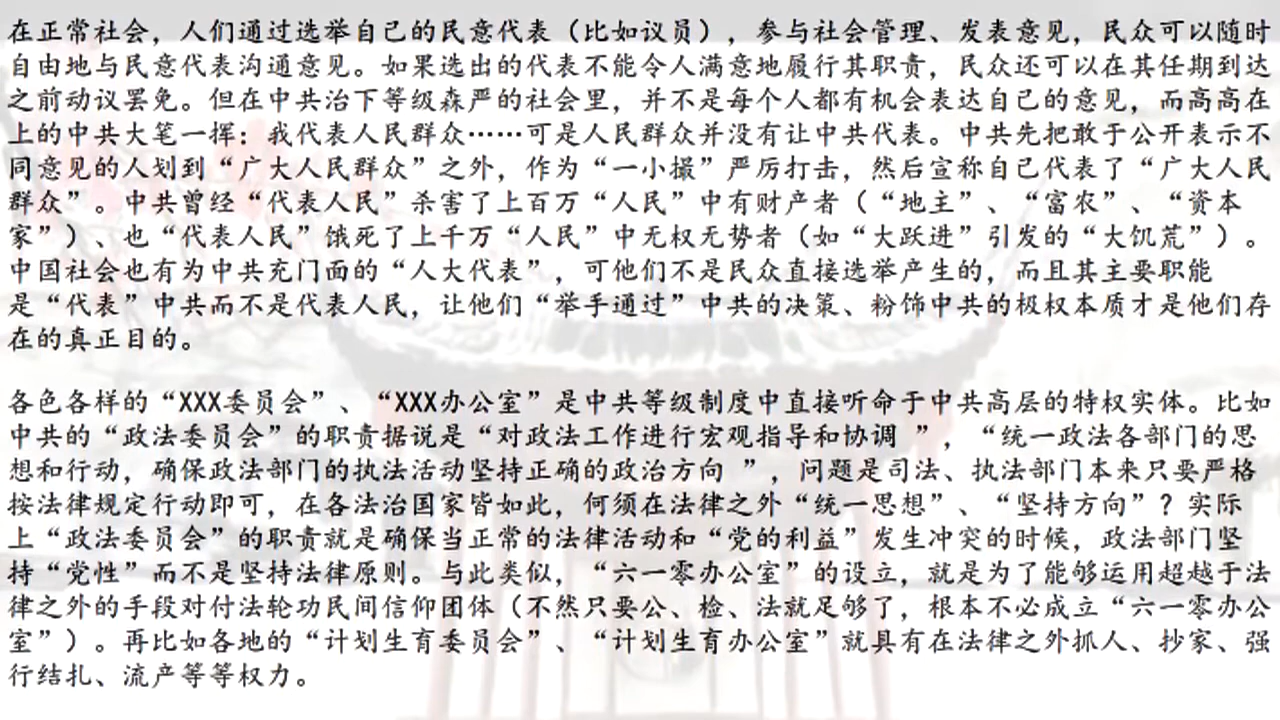 在正常社会，人们通过选举自己的民意代表（比如议员），参与社会管理、发表意见，民众可以随时
自由地与民意代表沟通意见。如果选出的代表不能令人满意地履行其职责，民众还可以在其任期到达
之前动议罢免。但在中共治下等级森严的社会里，并不是每个人都有机会表达自己的意见，而高高在
上的中共大笔一挥：我代表人民群众……可是人民群众并没有让中共代表。中共先把敢于公开表示不
同意见的人划到“广大人民群众”之外，作为“一小撮”严厉打击，然后宣称自己代表了“广大人民
群众”。中共曾经“代表人民”杀害了上百万“人民”中有财产者（“地主”、“富农”、“资本
家”）、也“代表人民”饿死了上千万“人民”中无权无势者（如“大跃进”引发的“大饥荒”）。
中国社会也有为中共充门面的“人大代表”，可他们不是民众直接选举产生的，而且其主要职能
是“代表”中共而不是代表人民，让他们“举手通过”中共的决策、粉饰中共的极权本质才是他们存
在的真正目的。
各色各样的“XXX委员会”、“XXX办公室”是中共等级制度中直接听命于中共高层的特权实体。比如
中共的“政法委员会”的职责据说是“对政法工作进行宏观指导和协调 ”，“统一政法各部门的思
想和行动，确保政法部门的执法活动坚持正确的政治方向 ”，问题是司法、执法部门本来只要严格
按法律规定行动即可，在各法治国家皆如此，何须在法律之外“统一思想”、“坚持方向”？实际
上“政法委员会”的职责就是确保当正常的法律活动和“党的利益”发生冲突的时候，政法部门坚
持“党性”而不是坚持法律原则。与此类似，“六一零办公室”的设立，就是为了能够运用超越于法
律之外的手段对付法轮功民间信仰团体（不然只要公、检、法就足够了，根本不必成立“六一零办公
室”）。再比如各地的“计划生育委员会”、“计划生育办公室”就具有在法律之外抓人、抄家、强
行结扎、流产等等权力。